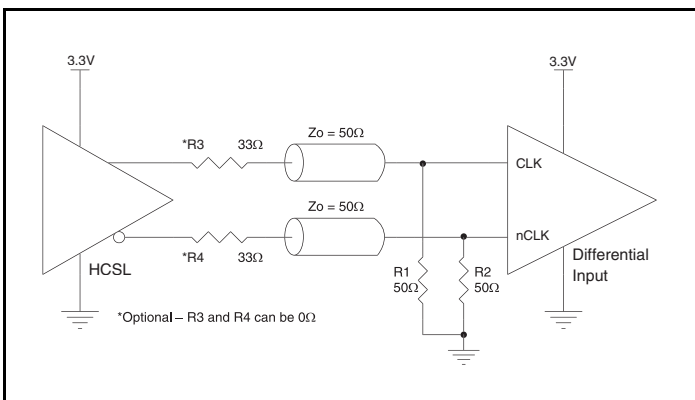 3.3V
3.3V
*R3 33Ω
Zo = 50Ω
CLK
Zo = 50Ω
nCLK
*R4 33Ω
HCSL
Differential
Input
R1
50Ω
R2
50Ω
*Optional – R3 and R4 can be 0Ω